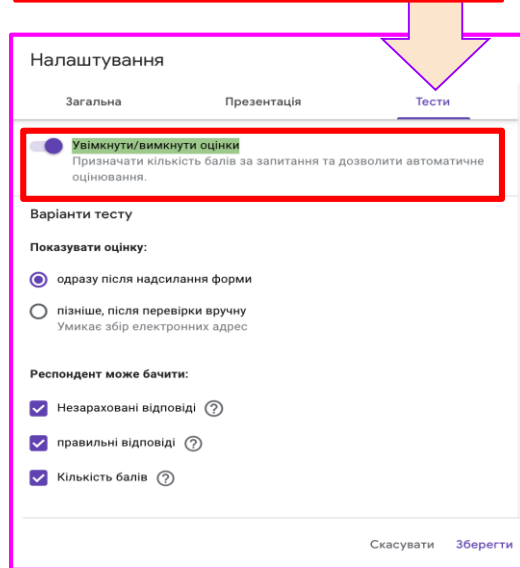 Налаштування
Загальна Презентація Тести
Увімкнути/вимкнути оцінки
Призначати кількість балів за запитання та дозволити автоматичне
оцінювання.
Варіанти тесту
Показувати оцінку:
одразу після надсилання форми
пізніше, після перевірки вручну
Умикає збір електронних адрес
Респондент може бачити:
Незараховані відповіді
правильні відповіді
Кількість балів
Скасувати Зберегти